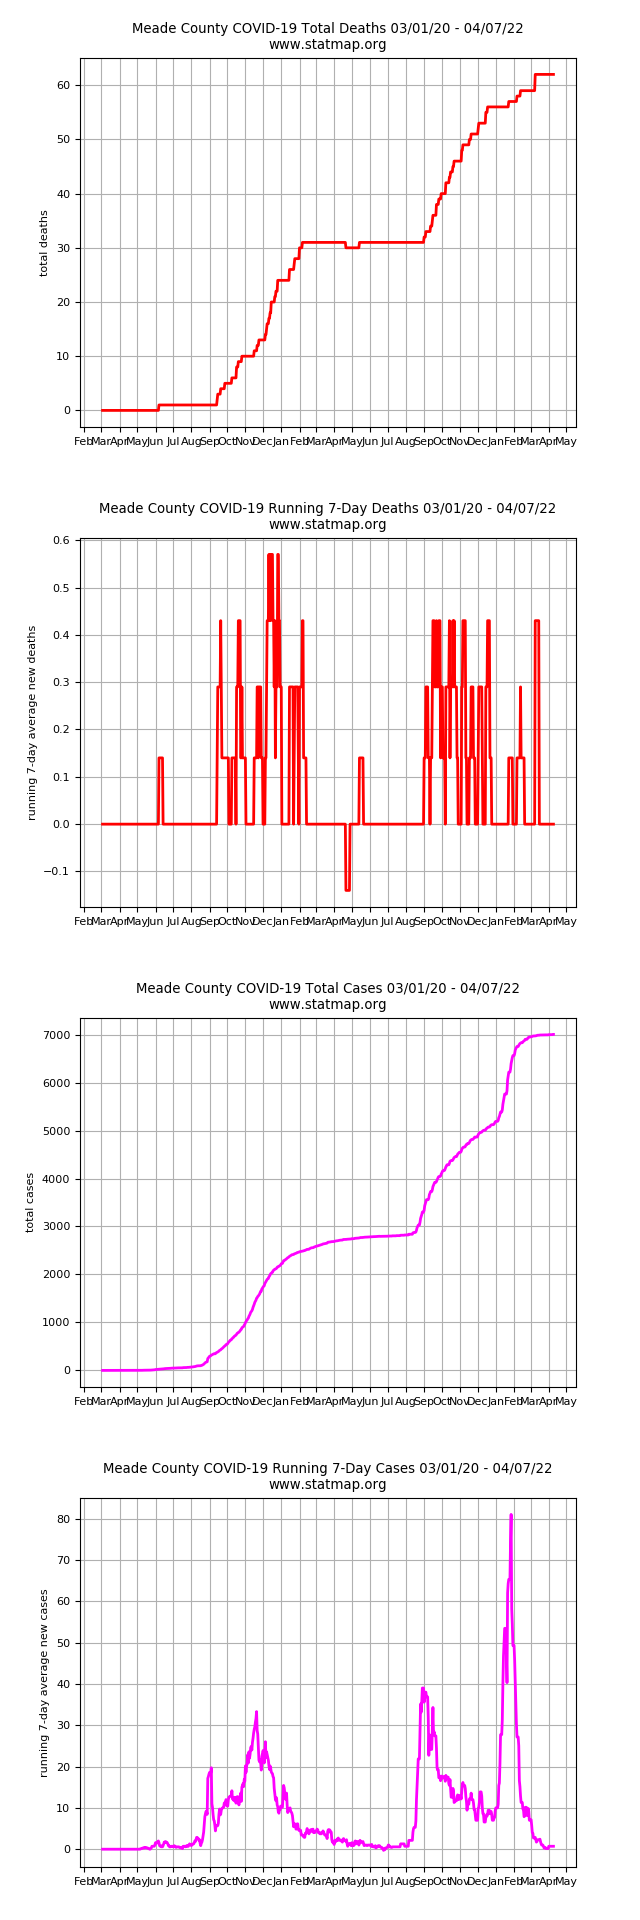 Meade County COVID-19 Total Deaths 03/01/20 - 04/07/22
www.statmap.org
60
50
40
30
20
10
0
total deaths
Feb Mar Apr May Jun Jul Aug Sep Oct Nov Dec Jan Feb Mar Apr May Jun Jul Aug Sep Oct Nov Dec Jan Feb Mar Apr May
Meade County COVID-19 Running 7-Day Deaths 03/01/20 - 04/07/22
www.statmap.org
0.6
0.5
0.4
0.3
0.2
0.1
0.0
−0.1
running 7-day average new deaths
Feb Mar Apr May Jun Jul Aug Sep Oct Nov Dec Jan Feb Mar Apr May Jun Jul Aug Sep Oct Nov Dec Jan Feb Mar Apr May
Meade County COVID-19 Total Cases 03/01/20 - 04/07/22
www.statmap.org
7000
6000
5000
4000
3000
2000
1000
0
total cases
Feb Mar Apr May Jun Jul Aug Sep Oct Nov Dec Jan Feb Mar Apr May Jun Jul Aug Sep Oct Nov Dec Jan Feb Mar Apr May
Meade County COVID-19 Running 7-Day Cases 03/01/20 - 04/07/22
www.statmap.org
80
70
60
50
40
30
20
10
0
running 7-day average new cases
Feb Mar Apr May Jun Jul Aug Sep Oct Nov Dec Jan Feb Mar Apr May Jun Jul Aug Sep Oct Nov Dec Jan Feb Mar Apr May